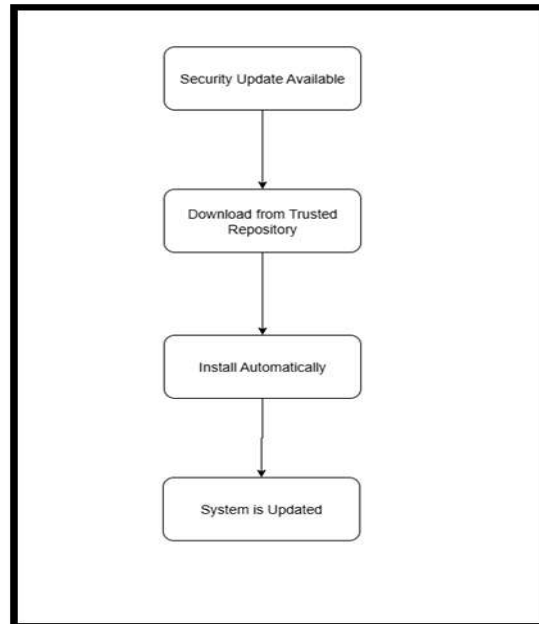 Security Update Available
Download from Trusted
Repository
Install Automatically
System is Updated